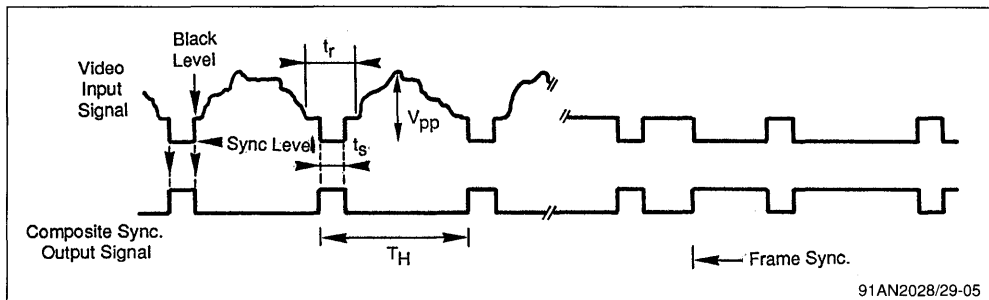 Black
Level
tr
Video
Input
Signal
Vpp
Sync Level
ts
Composite Sync.
Output Signal
TH
Frame Sync.
91AN2028/29-05